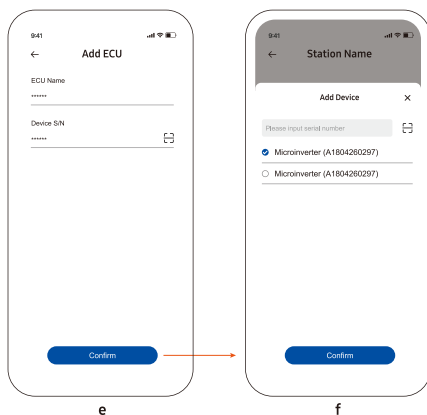 9:41
Add ECU
ECU Name
******
Device S/N
******
Confirm
e
9:41
Station Name
Add Device
Please input serial number
Microinverter (A1804260297)
Microinverter (A1804260297)
Confirm
f